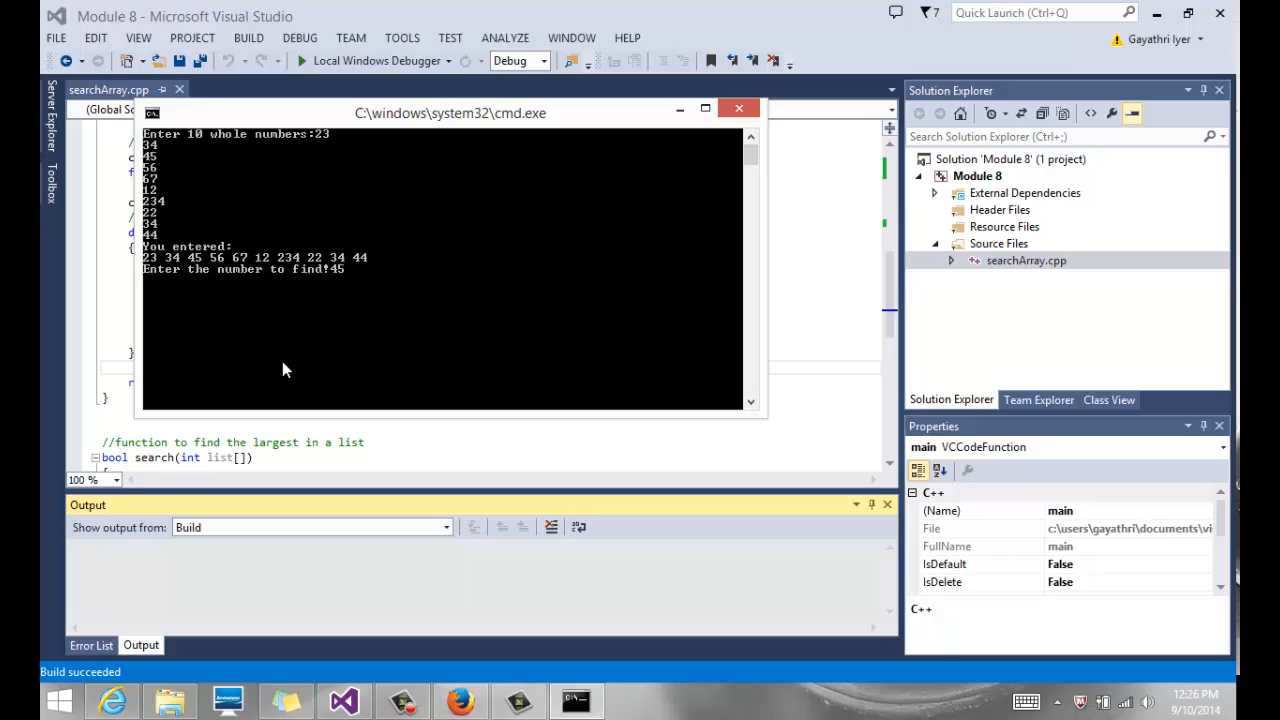 Module 8 - Microsoft Visual Studio
7
Quick Launch (Ctrl+Q)
FILE EDIT VIEW PROJECT BUILD DEBUG TEAM TOOLS TEST ANALYZE WINDOW HELP
Gayathri Iyer
Local Windows Debugger
Debug
Server Explorer
Toolbox
searchArray.cpp
(Global S
C:\windows\system32\cmd.exe
Enter 10 whole numbers:23
34
45
56
67
12
234
22
34
44
You entered:
23 34 45 56 67 12 234 22 34 44
Enter the number to find!45
}
}
//function to find the largest in a list
bool search(int list[])
{
100 %
Output
Show output from: Build
Error List Output
Build succeeded
Solution Explorer
Search Solution Explorer (Ctrl+;)
Solution 'Module 8' (1 project)
Module 8
External Dependencies
Header Files
Resource Files
Source Files
searchArray.cpp
Solution Explorer Team Explorer Class View
Properties
main VCCodeFunction
C++
(Name) main
File c:\users\gayathri\documents\vi
FullName main
IsDefault False
IsDelete False
C++
12:26 PM
9/10/2014